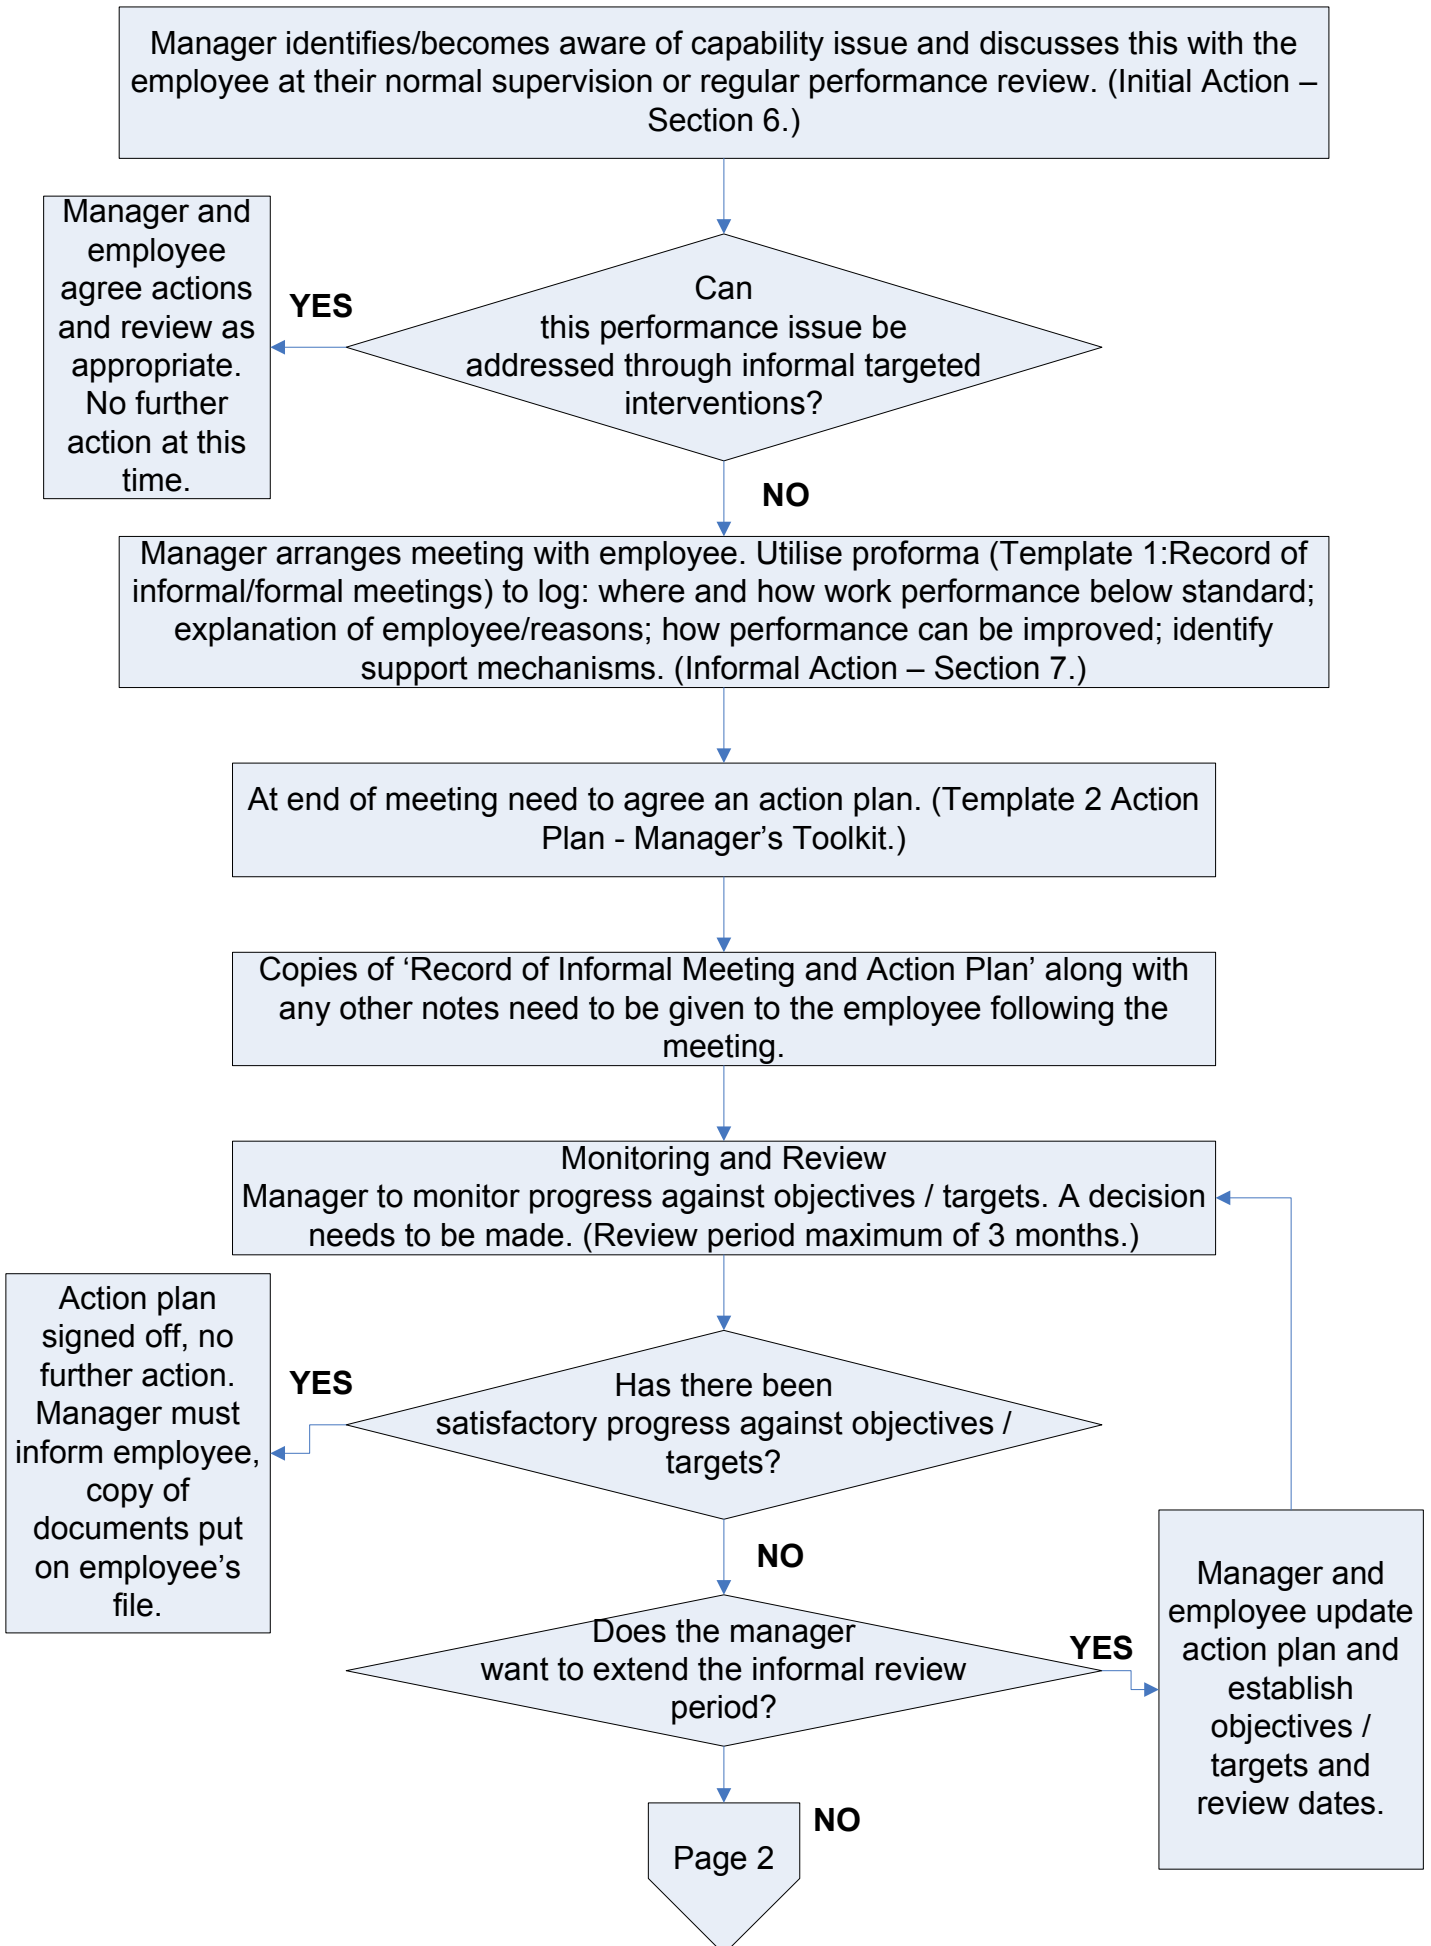 Manager identifies/becomes aware of capability issue and discusses this with the
employee at their normal supervision or regular performance review. (Initial Action –
Section 6.)
Manager and
employee
agree actions
and review as
appropriate.
No further
action at this
time.
YES
Can
this performance issue be
addressed through informal targeted
interventions?
NO
Manager arranges meeting with employee. Utilise proforma (Template 1:Record of
informal/formal meetings) to log: where and how work performance below standard;
explanation of employee/reasons; how performance can be improved; identify
support mechanisms. (Informal Action – Section 7.)
At end of meeting need to agree an action plan. (Template 2 Action
Plan - Manager’s Toolkit.)
Copies of ‘Record of Informal Meeting and Action Plan’ along with
any other notes need to be given to the employee following the
meeting.
Monitoring and Review
Manager to monitor progress against objectives / targets. A decision
needs to be made. (Review period maximum of 3 months.)
Action plan
signed off, no
further action.
Manager must
inform employee,
copy of
documents put
on employee’s
file.
YES
Has there been
satisfactory progress against objectives /
targets?
NO
Does the manager
want to extend the informal review
period?
YES
Manager and
employee update
action plan and
establish
objectives /
targets and
review dates.
NO
Page 2